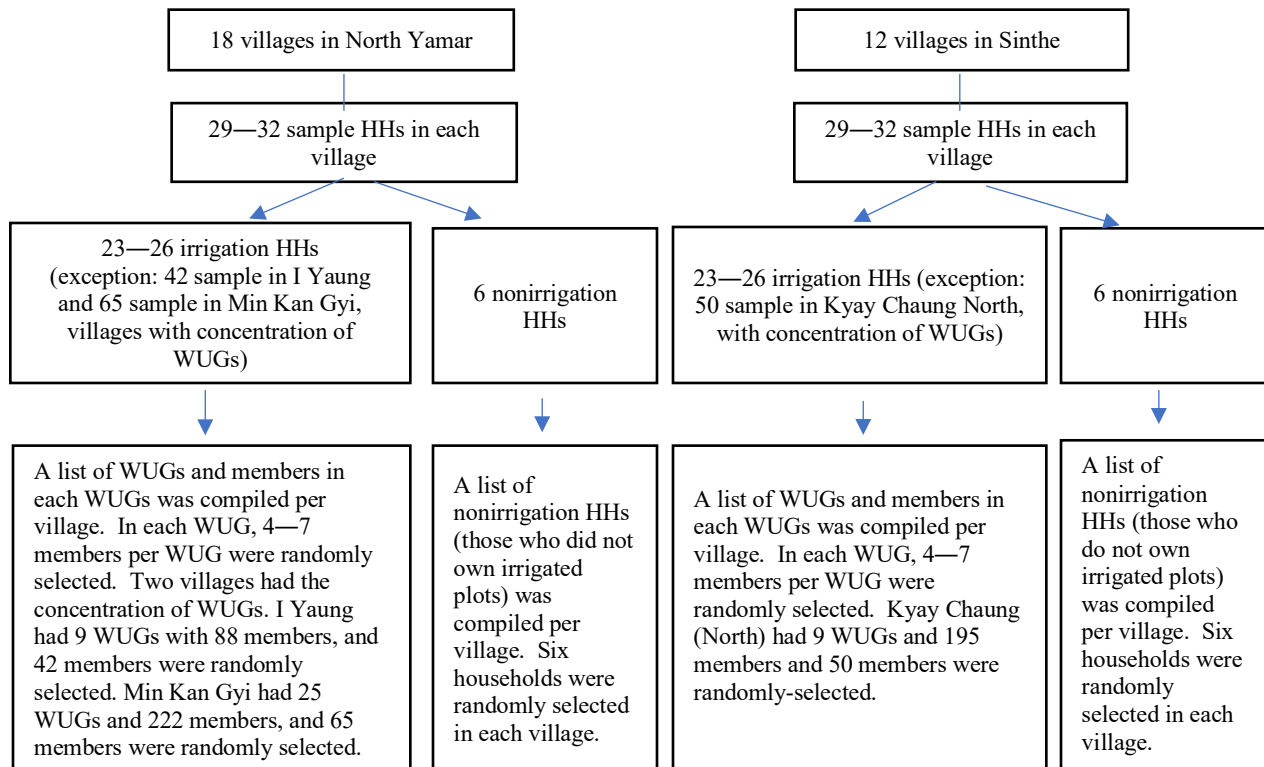 18 villages in North Yamar
12 villages in Sinthe
29—32 sample HHs in each
village
29—32 sample HHs in each
village
23—26 irrigation HHs
(exception: 42 sample in I Yaung
and 65 sample in Min Kan Gyi,
villages with concentration of
WUGs)
6 nonirrigation
HHs
23—26 irrigation HHs (exception:
50 sample in Kyay Chaung North,
with concentration of WUGs)
6 nonirrigation
HHs
A list of WUGs and members in
each WUGs was compiled per
village.  In each WUG, 4—7
members per WUG were randomly
selected.  Two villages had the
concentration of WUGs. I Yaung
had 9 WUGs with 88 members, and
42 members were randomly
selected. Min Kan Gyi had 25
WUGs and 222 members, and 65
members were randomly selected.
A list of
nonirrigation HHs
(those who did not
own irrigated
plots) was
compiled per
village.  Six
households were
randomly selected
in each village.
A list of WUGs and members in
each WUGs was compiled per
village.  In each WUG, 4—7
members per WUG were
randomly selected.  Kyay Chaung
(North) had 9 WUGs and 195
members and 50 members were
randomly-selected.
A list of
nonirrigation
HHs (those who
do not own
irrigated plots)
was compiled
per village.  Six
households were
randomly
selected in each
village.